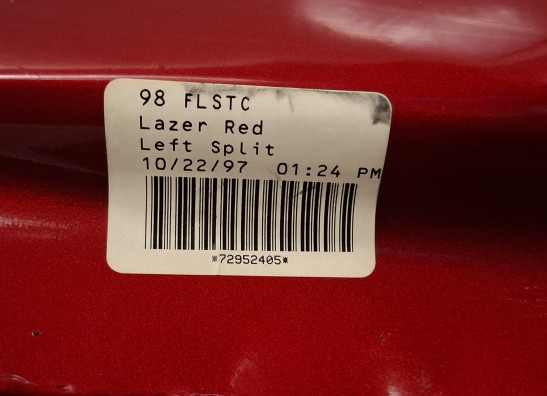 98 FLSTC
Lazer Red
Left Split
10/22/97 01:24 PM
*72952405*